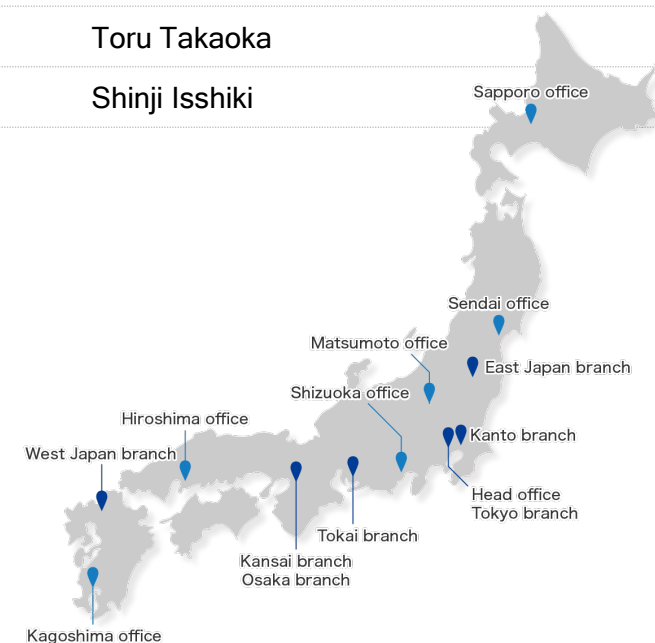 Toru Takaoka
Shinji Isshiki
Sapporo office
Sendai office
Matsumoto office
East Japan branch
Shizuoka office
Hiroshima office
Kanto branch
West Japan branch
Head office
Tokyo branch
Tokai branch
Kansai branch
Osaka branch
Kagoshima office